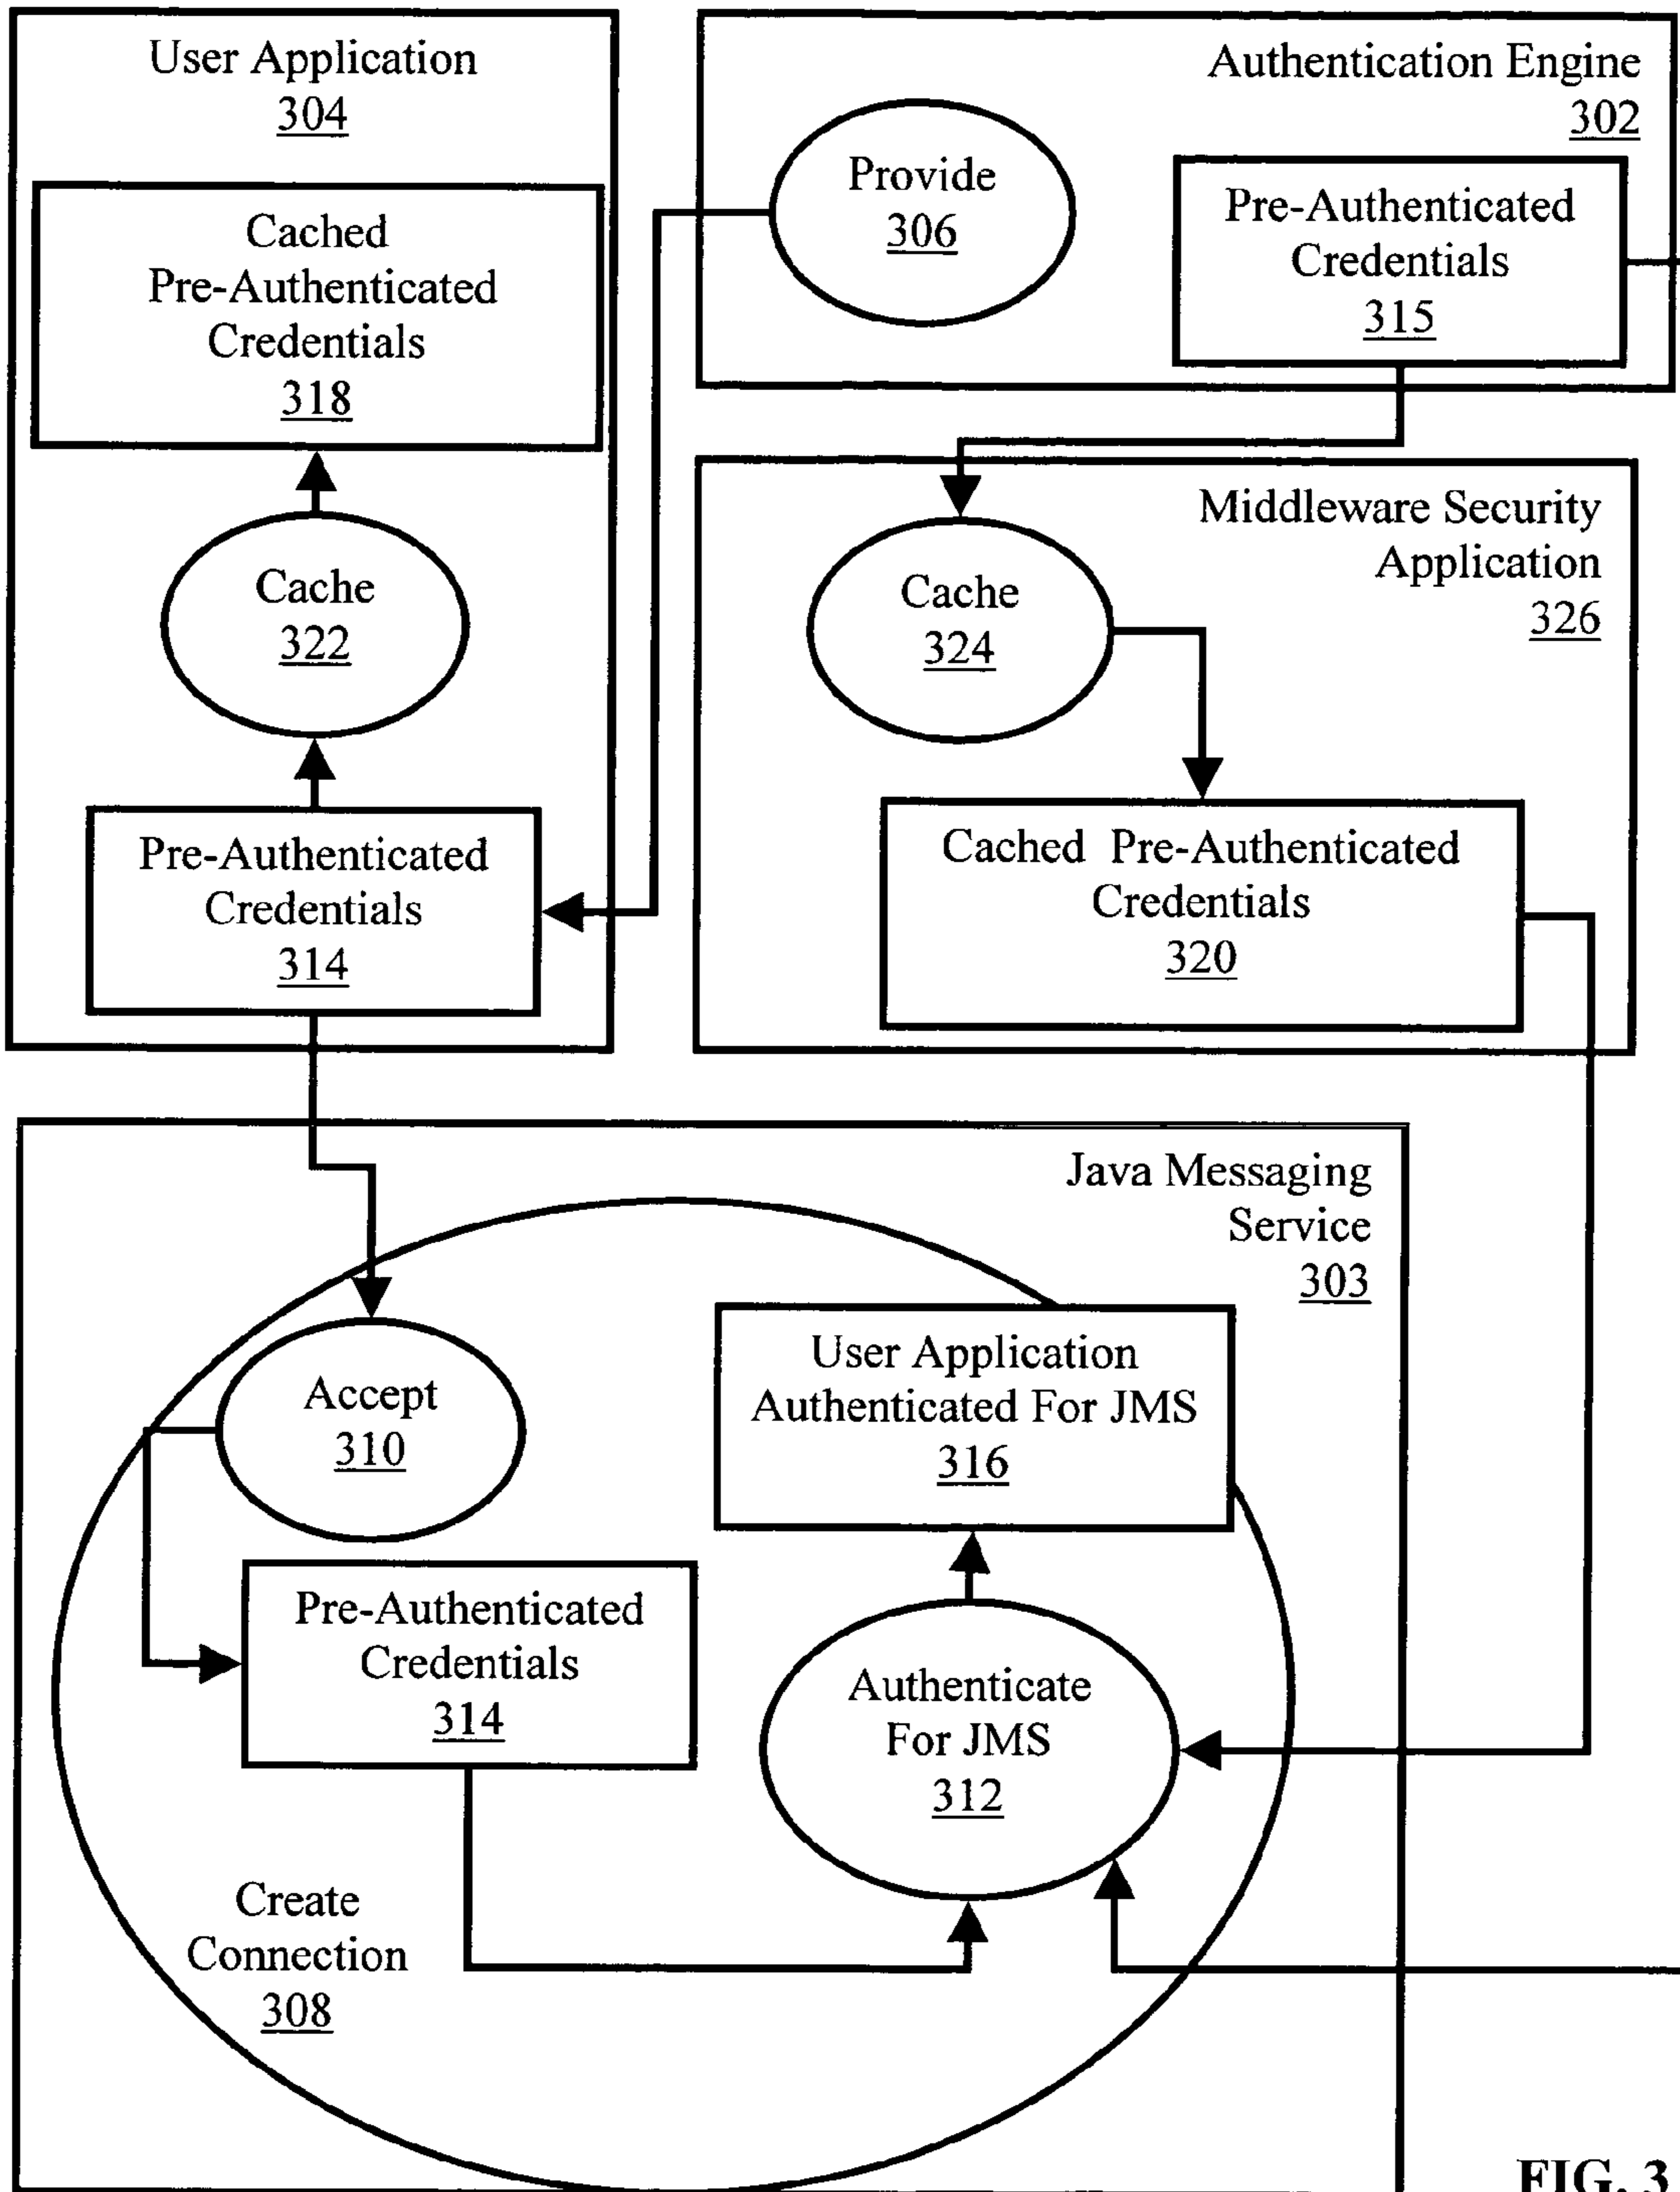 User Application
304
Cached
Pre-Authenticated
Credentials
318
Cache
322
Pre-Authenticated
Credentials
314
Authentication Engine
302
Provide
306
Pre-Authenticated
Credentials
315
Middleware Security
Application
326
Cache
324
Cached Pre-Authenticated
Credentials
320
Java Messaging
Service
303
Accept
310
User Application
Authenticated For JMS
316
Pre-Authenticated
Credentials
314
Authenticate
For JMS
312
Create
Connection
308
FIG. 3